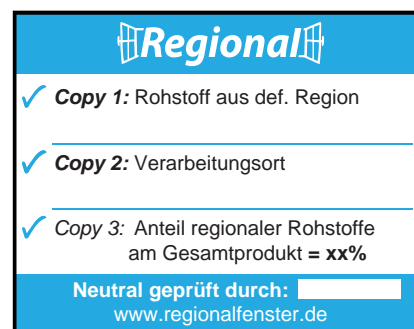 Regional
Copy 1: Rohstoff aus def. Region
Copy 2: Verarbeitungsort
Copy 3: Anteil regionaler Rohstoffe
am Gesamtprodukt = xx%
Neutral geprüft durch:
www.regionalfenster.de